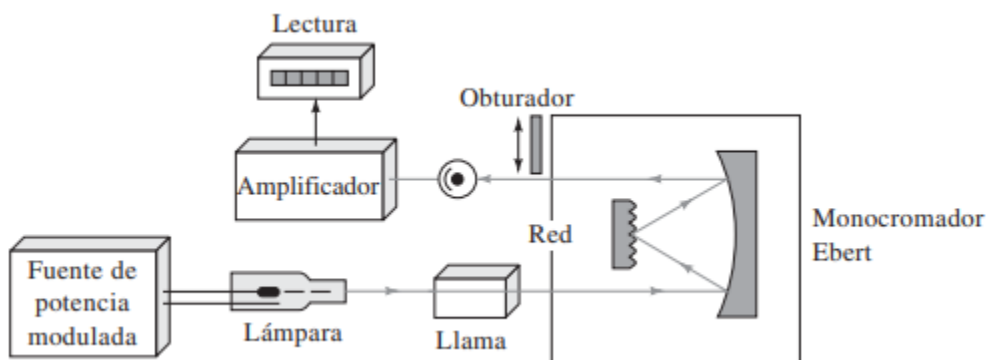 Lectura
Obturador
Amplificador
Red
Monocromador
Ebert
Fuente de
potencia
modulada
Lámpara
Llama